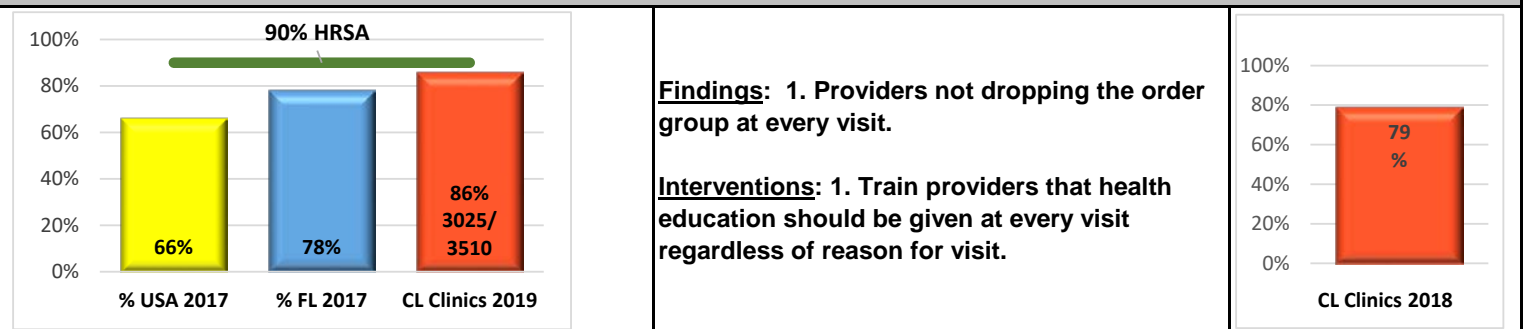 90% HRSA
100%
80%
60%
40%
20%
0%
66%
78%
86%
3025/
3510
% USA 2017
% FL 2017
CL Clinics 2019
Findings: 1. Providers not dropping the order
group at every visit.
Interventions: 1. Train providers that health
education should be given at every visit
regardless of reason for visit.
100%
80%
60%
40%
20%
0%
79
%
CL Clinics 2018